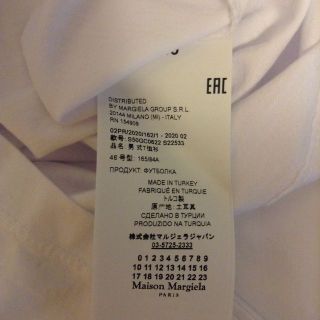 EAC
DISTRIBUTED
BY MARGIELA GROUP S.R.L.
20144 MILANO (MI) - ITALY
RN 154908
02PR/2020/162/1 - 2020 02
款号: S50GC0622 S22533
品名: 男 式T恤衫
46 号型: 165/94A
ПРОДУКТ: ФУТБОЛКА
MADE IN TURKEY
FABRIQUÉ EN TURQUIE
トルコ製
原产地: 土耳其
СДЕЛАНО В ТУРЦИИ
PRODUZIDO NA TURQUIA
株式会社マルジェラジャパン
03-5725-2333
0 1 2 3 4 5 6 7 8 9
10 11 12 13 14 15 16
17 18 19 20 21 22 23
Maison Margiela
PARIS